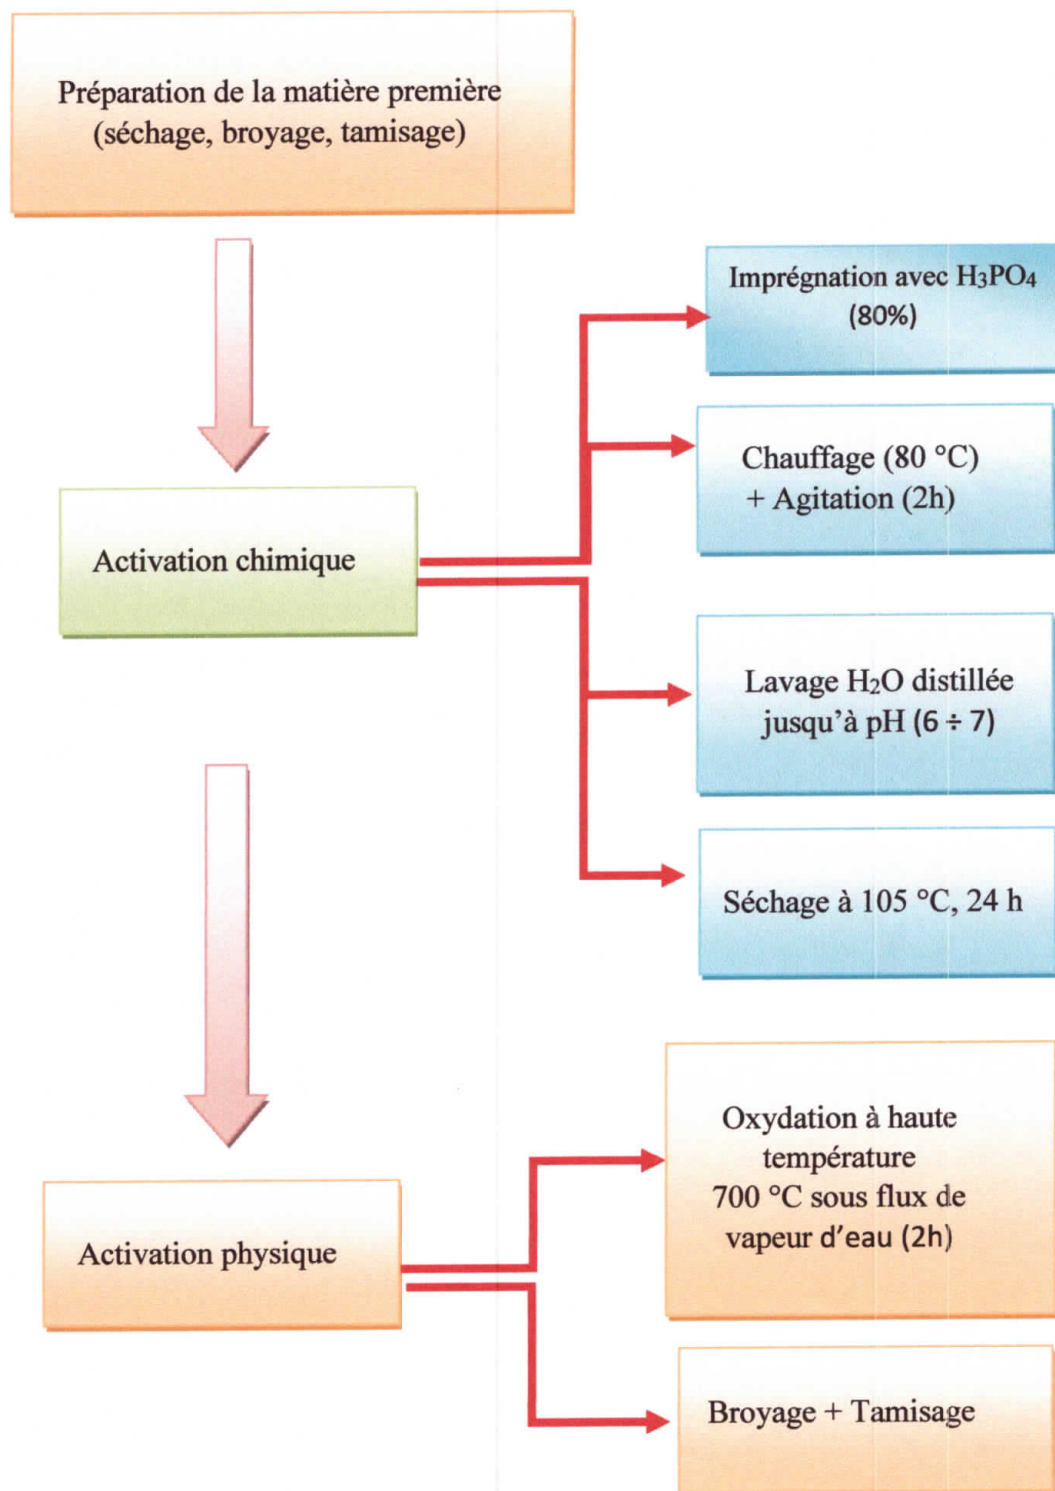 Préparation de la matière première
(séchage, broyage, tamisage)
Imprégnation avec H₃PO₄
(80%)
Chauffage (80 °C)
+ Agitation (2h)
Activation chimique
Lavage H₂O distillée
jusqu’à pH (6 ÷ 7)
Séchage à 105 °C, 24 h
Oxydation à haute
température
700 °C sous flux de
vapeur d’eau (2h)
Activation physique
Broyage + Tamisage